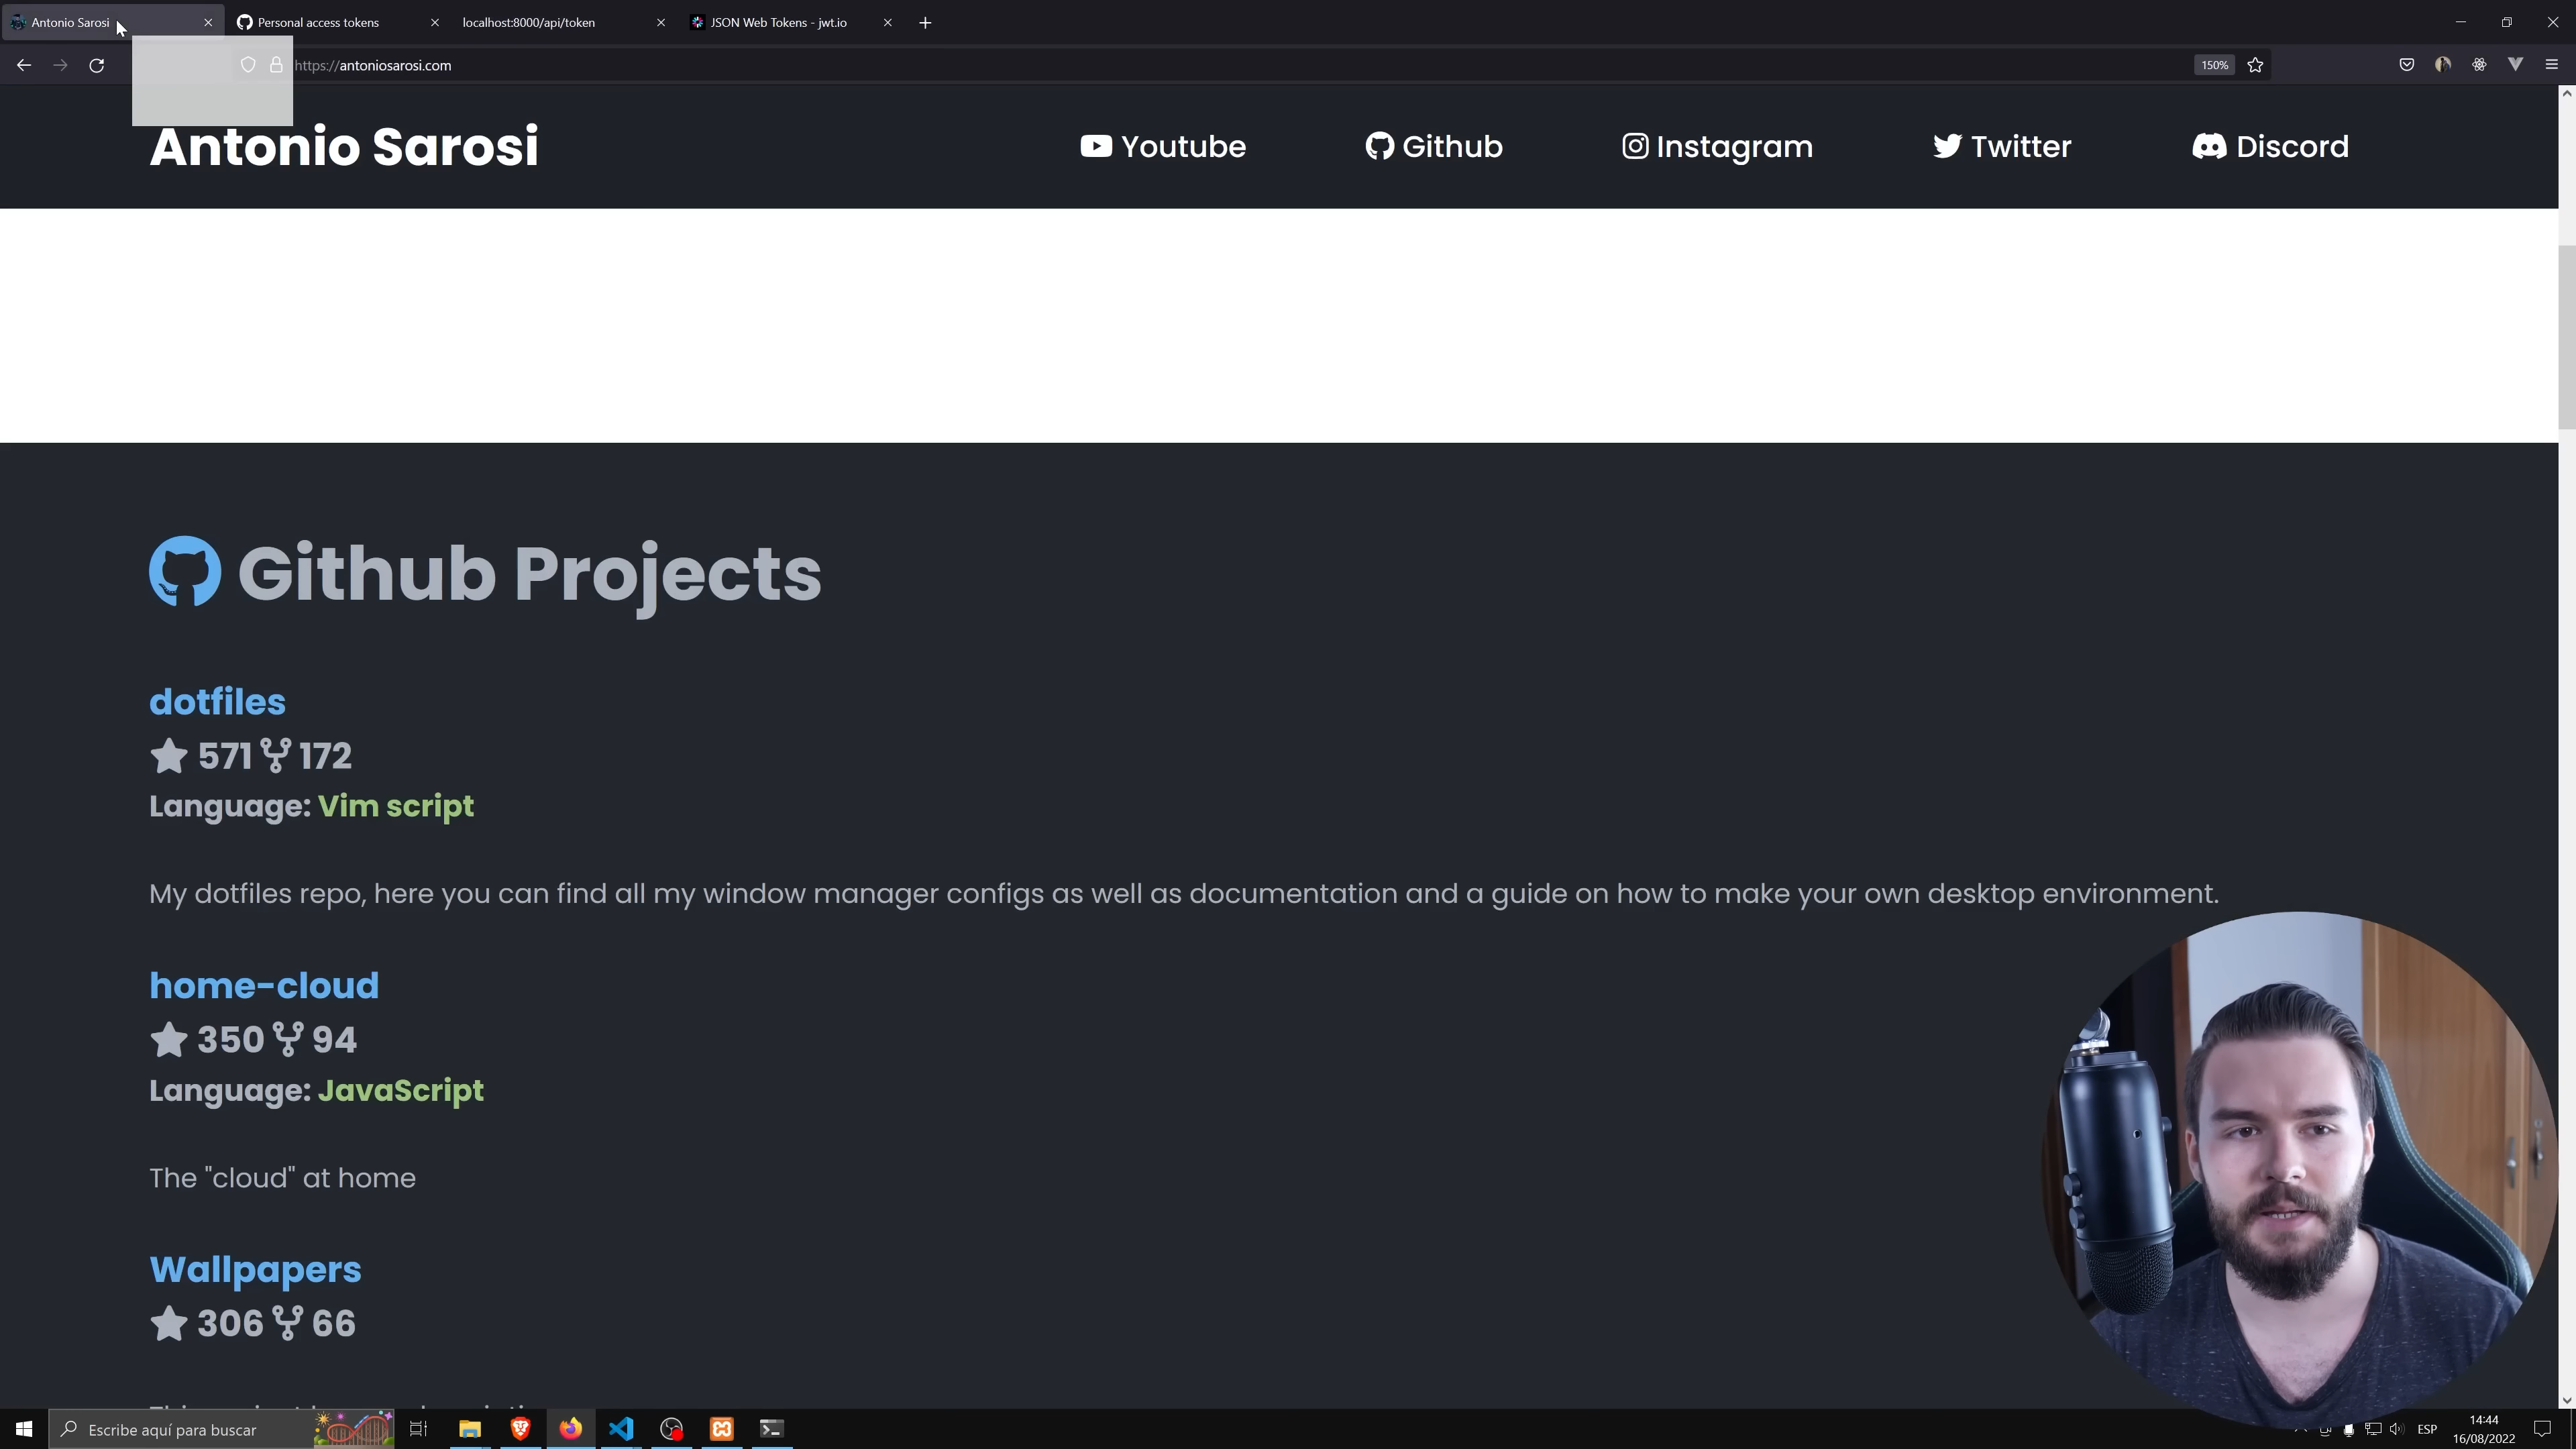 Antonio Sarosi
Personal access tokens
localhost:8000/api/token
JSON Web Tokens - jwt.io
https://antoniosarosi.com
150%
Antonio Sarosi
Youtube
Github
Instagram
Twitter
Discord
Github Projects
dotfiles
571 172
Language: Vim script
My dotfiles repo, here you can find all my window manager configs as well as documentation and a guide on how to make your own desktop environment.
home-cloud
350 94
Language: JavaScript
The "cloud" at home
Wallpapers
306 66
Escribe aquí para buscar
ESP
14:44
16/08/2022